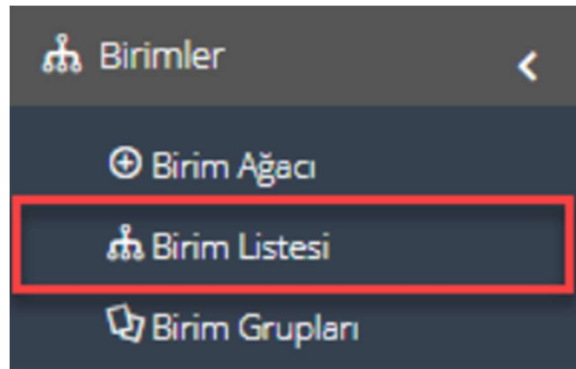 Birimler
Birim Ağacı
Birim Listesi
Birim Grupları